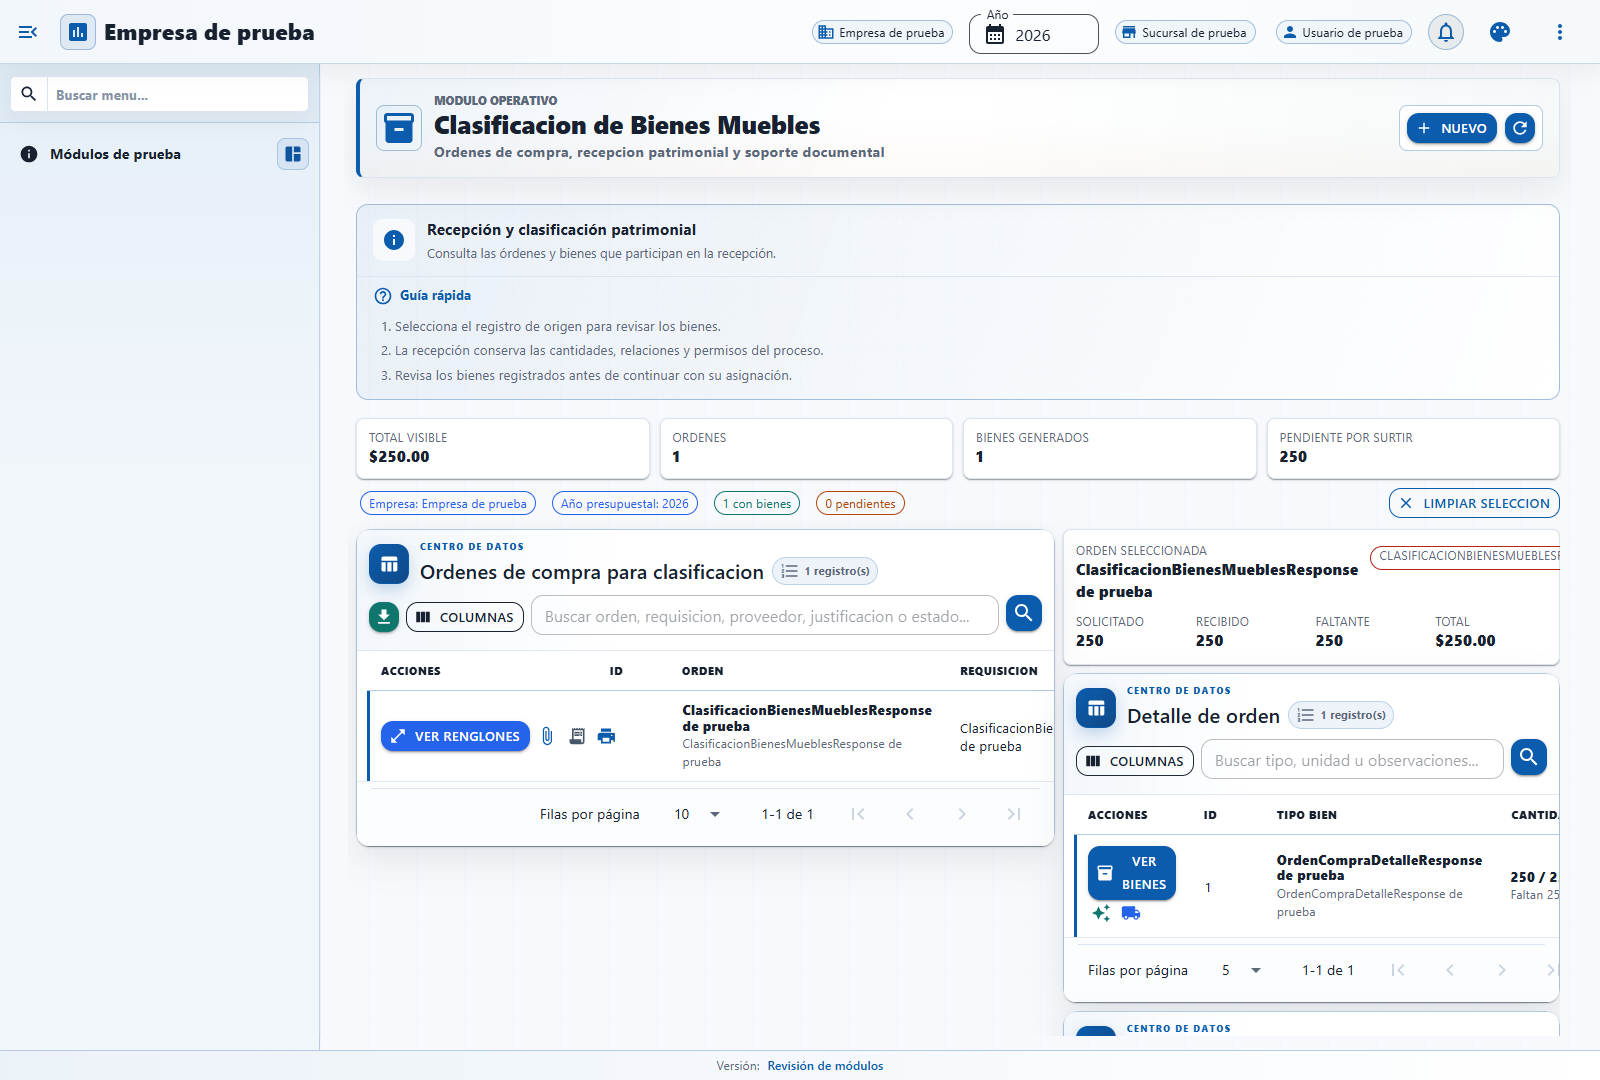 Empresa de prueba
Empresa de prueba
Año
2026
Sucursal de prueba
Usuario de prueba
Buscar menu...
Módulos de prueba
MODULO OPERATIVO
Clasificacion de Bienes Muebles
Ordenes de compra, recepcion patrimonial y soporte documental
NUEVO
Recepción y clasificación patrimonial
Consulta las órdenes y bienes que participan en la recepción.
Guía rápida
1. Selecciona el registro de origen para revisar los bienes.
2. La recepción conserva las cantidades, relaciones y permisos del proceso.
3. Revisa los bienes registrados antes de continuar con su asignación.
TOTAL VISIBLE
$250.00
ORDENES
1
BIENES GENERADOS
1
PENDIENTE POR SURTIR
250
Empresa: Empresa de prueba
Año presupuestal: 2026
1 con bienes
0 pendientes
LIMPIAR SELECCION
CENTRO DE DATOS
Ordenes de compra para clasificacion
1 registro(s)
COLUMNAS
Buscar orden, requisicion, proveedor, justificacion o estado...
ACCIONES
ID
ORDEN
REQUISICION
VER RENGLONES
ClasificacionBienesMueblesResponse
de prueba
ClasificacionBienesMueblesResponse de
prueba
ClasificacionBie
de prueba
Filas por página
10
1-1 de 1
ORDEN SELECCIONADA
ClasificacionBienesMueblesResponse
de prueba
CLASIFICACIONBIENESMUEBLES
SOLICITADO
250
RECIBIDO
250
FALTANTE
250
TOTAL
$250.00
CENTRO DE DATOS
Detalle de orden
1 registro(s)
COLUMNAS
Buscar tipo, unidad u observaciones...
ACCIONES
ID
TIPO BIEN
CANTID
VER
BIENES
1
OrdenCompraDetalleResponse
de prueba
OrdenCompraDetalleResponse de
prueba
250 / 2
Faltan 25
Filas por página
5
1-1 de 1
CENTRO DE DATOS
Versión: Revisión de módulos